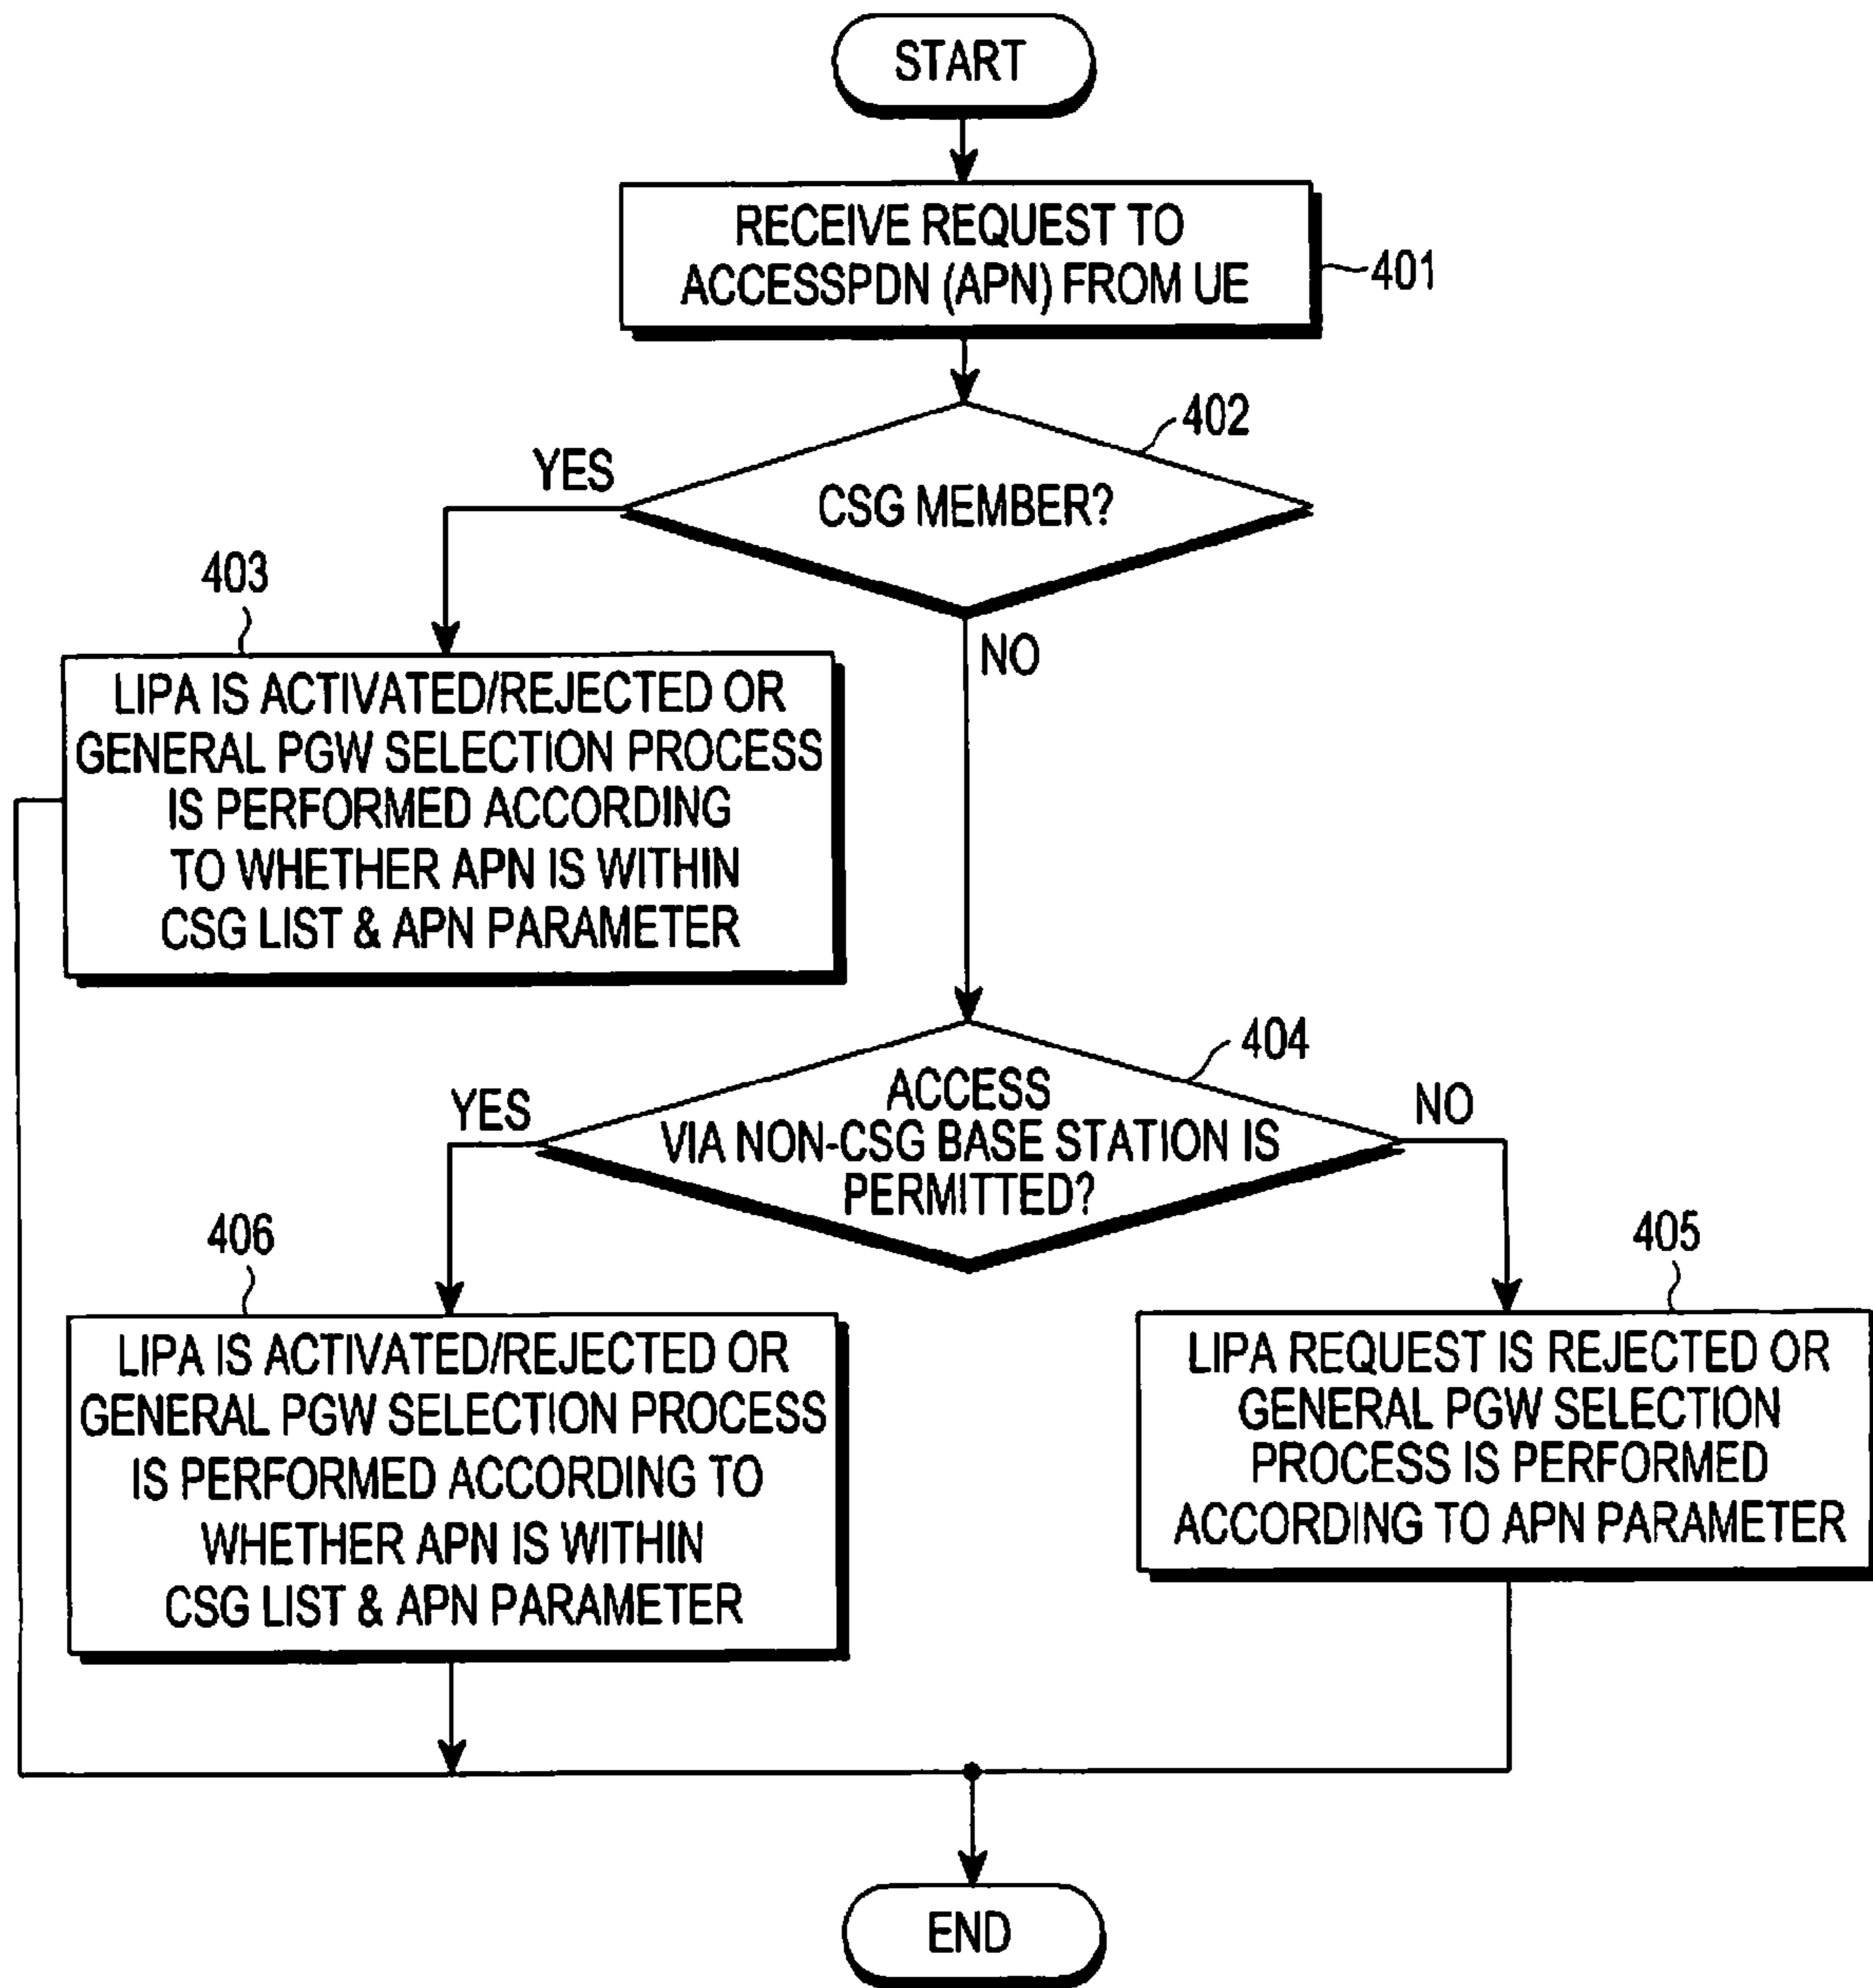 START
RECEIVE REQUEST TO
ACCESSPDN (APN) FROM UE
401
402
YES
CSG MEMBER?
NO
403
LIPA IS ACTIVATED/REJECTED OR
GENERAL PGW SELECTION PROCESS
IS PERFORMED ACCORDING
TO WHETHER APN IS WITHIN
CSG LIST & APN PARAMETER
404
YES
ACCESS
VIA NON-CSG BASE STATION IS
PERMITTED?
NO
406
LIPA IS ACTIVATED/REJECTED OR
GENERAL PGW SELECTION PROCESS
IS PERFORMED ACCORDING TO
WHETHER APN IS WITHIN
CSG LIST & APN PARAMETER
405
LIPA REQUEST IS REJECTED OR
GENERAL PGW SELECTION
PROCESS IS PERFORMED
ACCORDING TO APN PARAMETER
END